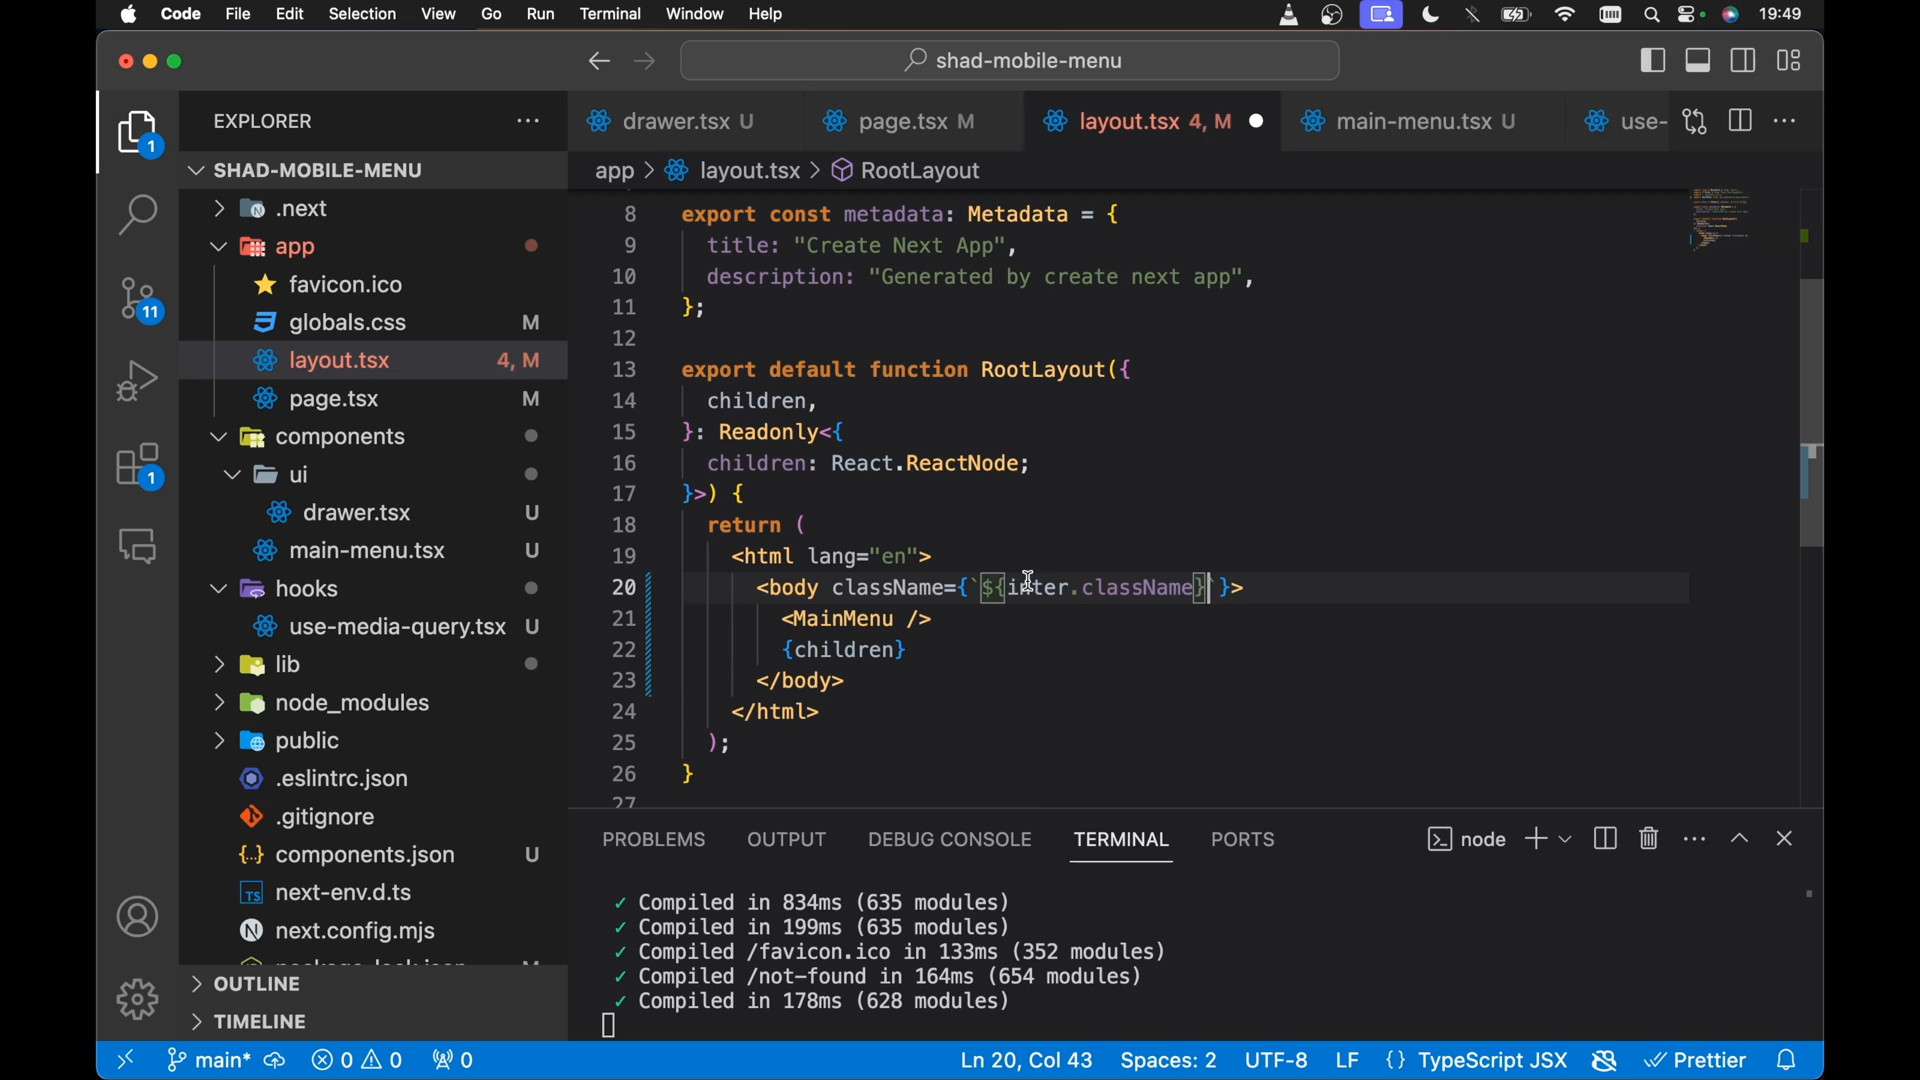 Code File Edit Selection View Go Run Terminal Window Help 19:49
shad-mobile-menu
EXPLORER
drawer.tsx U
page.tsx M
layout.tsx 4, M
main-menu.tsx U
use-
app > layout.tsx > RootLayout
SHAD-MOBILE-MENU
.next
app
favicon.ico
globals.css M
layout.tsx 4, M
page.tsx M
components
ui
drawer.tsx U
main-menu.tsx U
hooks
use-media-query.tsx U
lib
node_modules
public
.eslintrc.json
.gitignore
components.json U
next-env.d.ts
next.config.mjs
OUTLINE
TIMELINE
1
11
1
8 export const metadata: Metadata = {
9 title: "Create Next App",
10 description: "Generated by create next app",
11 };
12
13 export default function RootLayout({
14 children,
15 }: Readonly<{
16 children: React.ReactNode;
17 }>) {
18 return (
19 <html lang="en">
20 <body className={`${inter.className}`}>
21 <MainMenu />
22 {children}
23 </body>
24 </html>
25 );
26 }
27
PROBLEMS OUTPUT DEBUG CONSOLE TERMINAL PORTS node
✓ Compiled in 834ms (635 modules)
✓ Compiled in 199ms (635 modules)
✓ Compiled /favicon.ico in 133ms (352 modules)
✓ Compiled /not-found in 164ms (654 modules)
✓ Compiled in 178ms (628 modules)
main* 0 0 0 Ln 20, Col 43 Spaces: 2 UTF-8 LF {} TypeScript JSX Prettier